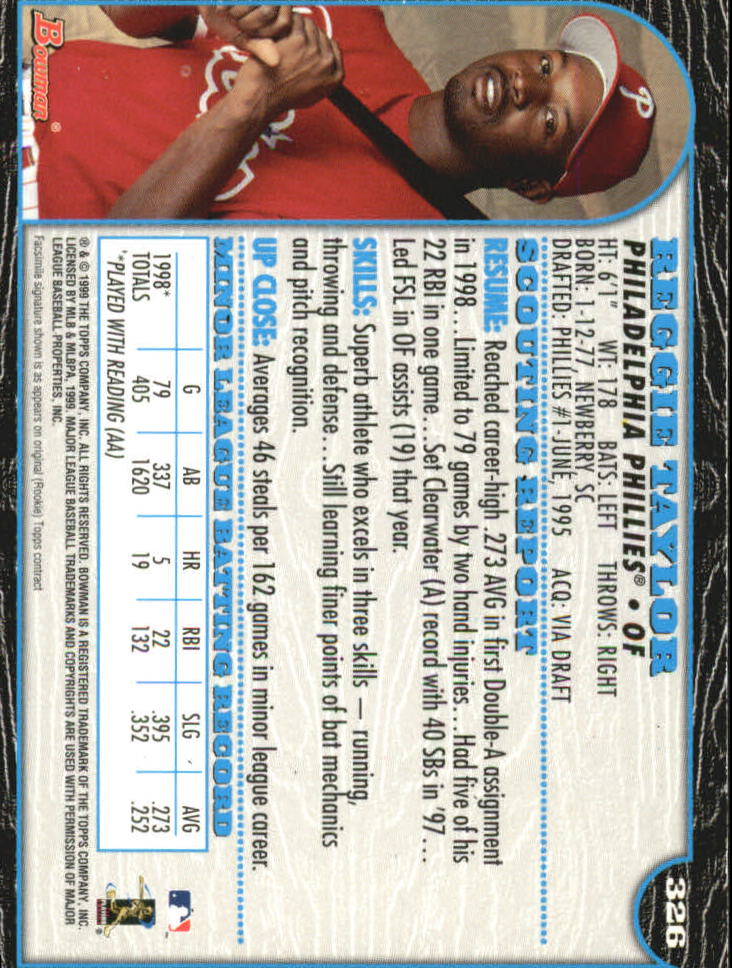 326
REGGIE TAYLOR
PHILADELPHIA PHILLIES® • OF
HT: 6'1" WT: 178 BATS: LEFT THROWS: RIGHT
BORN: 1-12-77, NEWBERRY, SC
DRAFTED: PHILLIES #1-JUNE, 1995 ACQ: VIA DRAFT
SCOUTING REPORT
RESUME: Reached career-high .273 AVG in first Double-A assignment
in 1998...Limited to 79 games by two hand injuries...Had five of his
22 RBI in one game...Set Clearwater (A) record with 40 SBs in '97...
Led FSL in OF assists (19) that year.
SKILLS: Superb athlete who excels in three skills — running,
throwing and defense...Still learning finer points of bat mechanics
and pitch recognition.
UP CLOSE: Averages 46 steals per 162 games in minor league career.
MINOR LEAGUE BATTING RECORD
G AB HR RBI SLG AVG
1998* 79 337 5 22 .395 .273
TOTALS 405 1620 19 132 .352 .252
*PLAYED WITH READING (AA)
® & © 1999 THE TOPPS COMPANY, INC. ALL RIGHTS RESERVED. BOWMAN IS A REGISTERED TRADEMARK OF THE TOPPS COMPANY, INC.
LICENSED BY MLB & MLBPA, 1999. MAJOR LEAGUE BASEBALL TRADEMARKS AND COPYRIGHTS ARE USED WITH PERMISSION OF MAJOR
LEAGUE BASEBALL PROPERTIES, INC.
Facsimile signature shown is as appears on original (Rookie) Topps contract
Bowman®
P